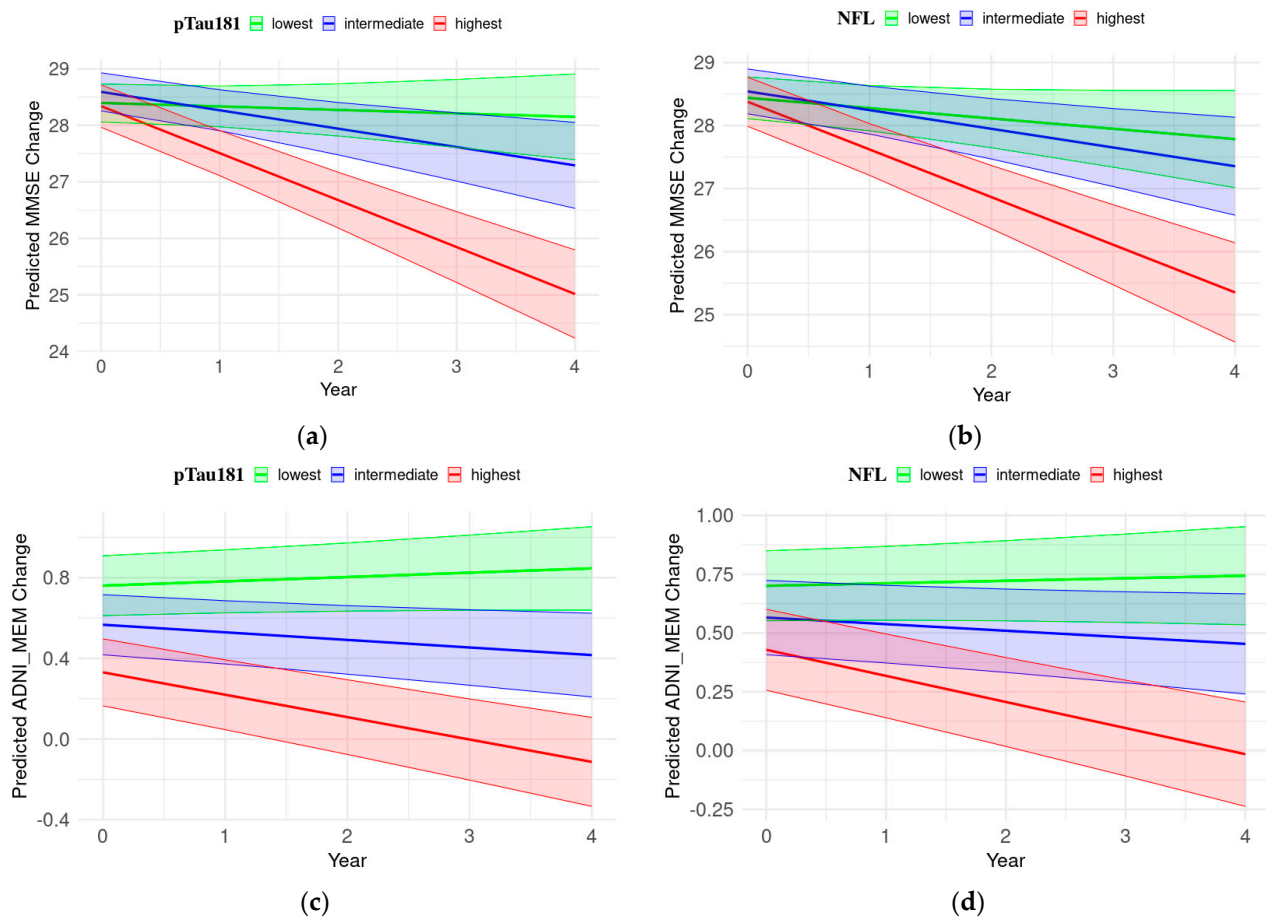 pTau181 lowest intermediate highest
29
28
27
26
25
24
Predicted MMSE Change
0 1 2 3 4
Year
(a)
NFL lowest intermediate highest
29
28
27
26
25
Predicted MMSE Change
0 1 2 3 4
Year
(b)
pTau181 lowest intermediate highest
0.8
0.4
0.0
-0.4
Predicted ADNI_MEM Change
0 1 2 3 4
Year
(c)
NFL lowest intermediate highest
1.00
0.75
0.50
0.25
0.00
-0.25
Predicted ADNI_MEM Change
0 1 2 3 4
Year
(d)